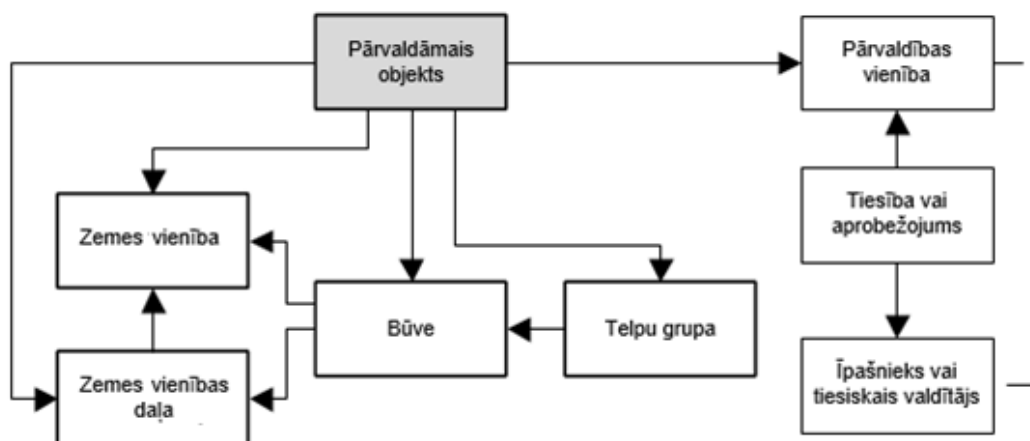 Pārvaldāmais
objekts
Pārvaldības
vienība
Zemes vienība
Tiesība vai
aprobežojums
Būve
Telpu grupa
Zemes vienības
daļa
Īpašnieks vai
tiesiskais valdītājs